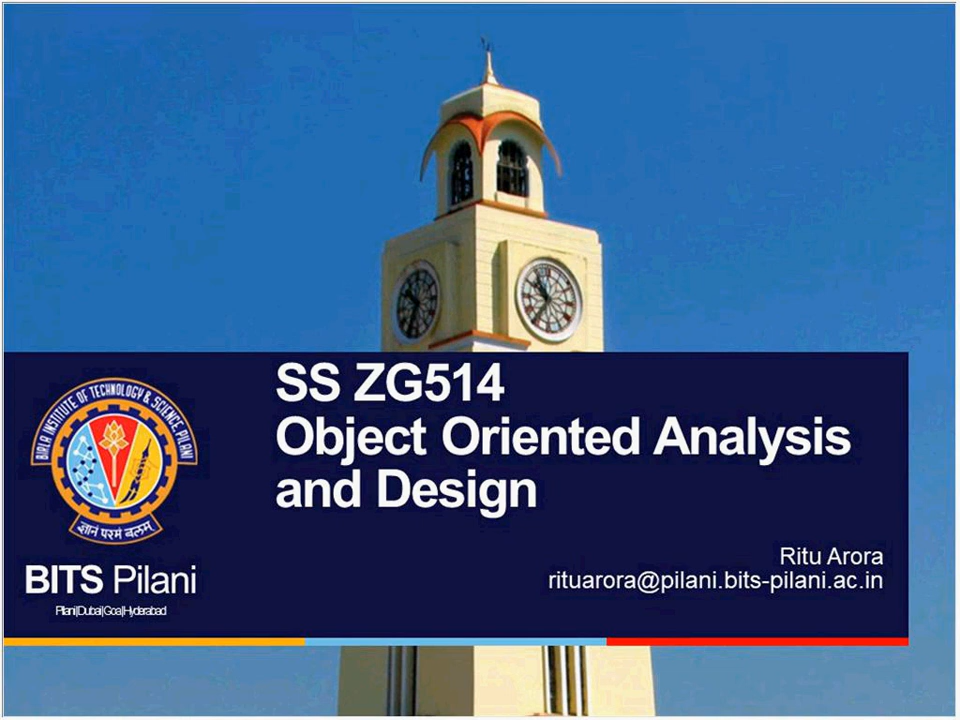 SS ZG514
Object Oriented Analysis
and Design
BIRLA INSTITUTE OF TECHNOLOGY & SCIENCE, PILANI
ज्ञानं परमं बलम्
BITS Pilani
Pilani|Dubai|Goa|Hyderabad
Ritu Arora
rituarora@pilani.bits-pilani.ac.in